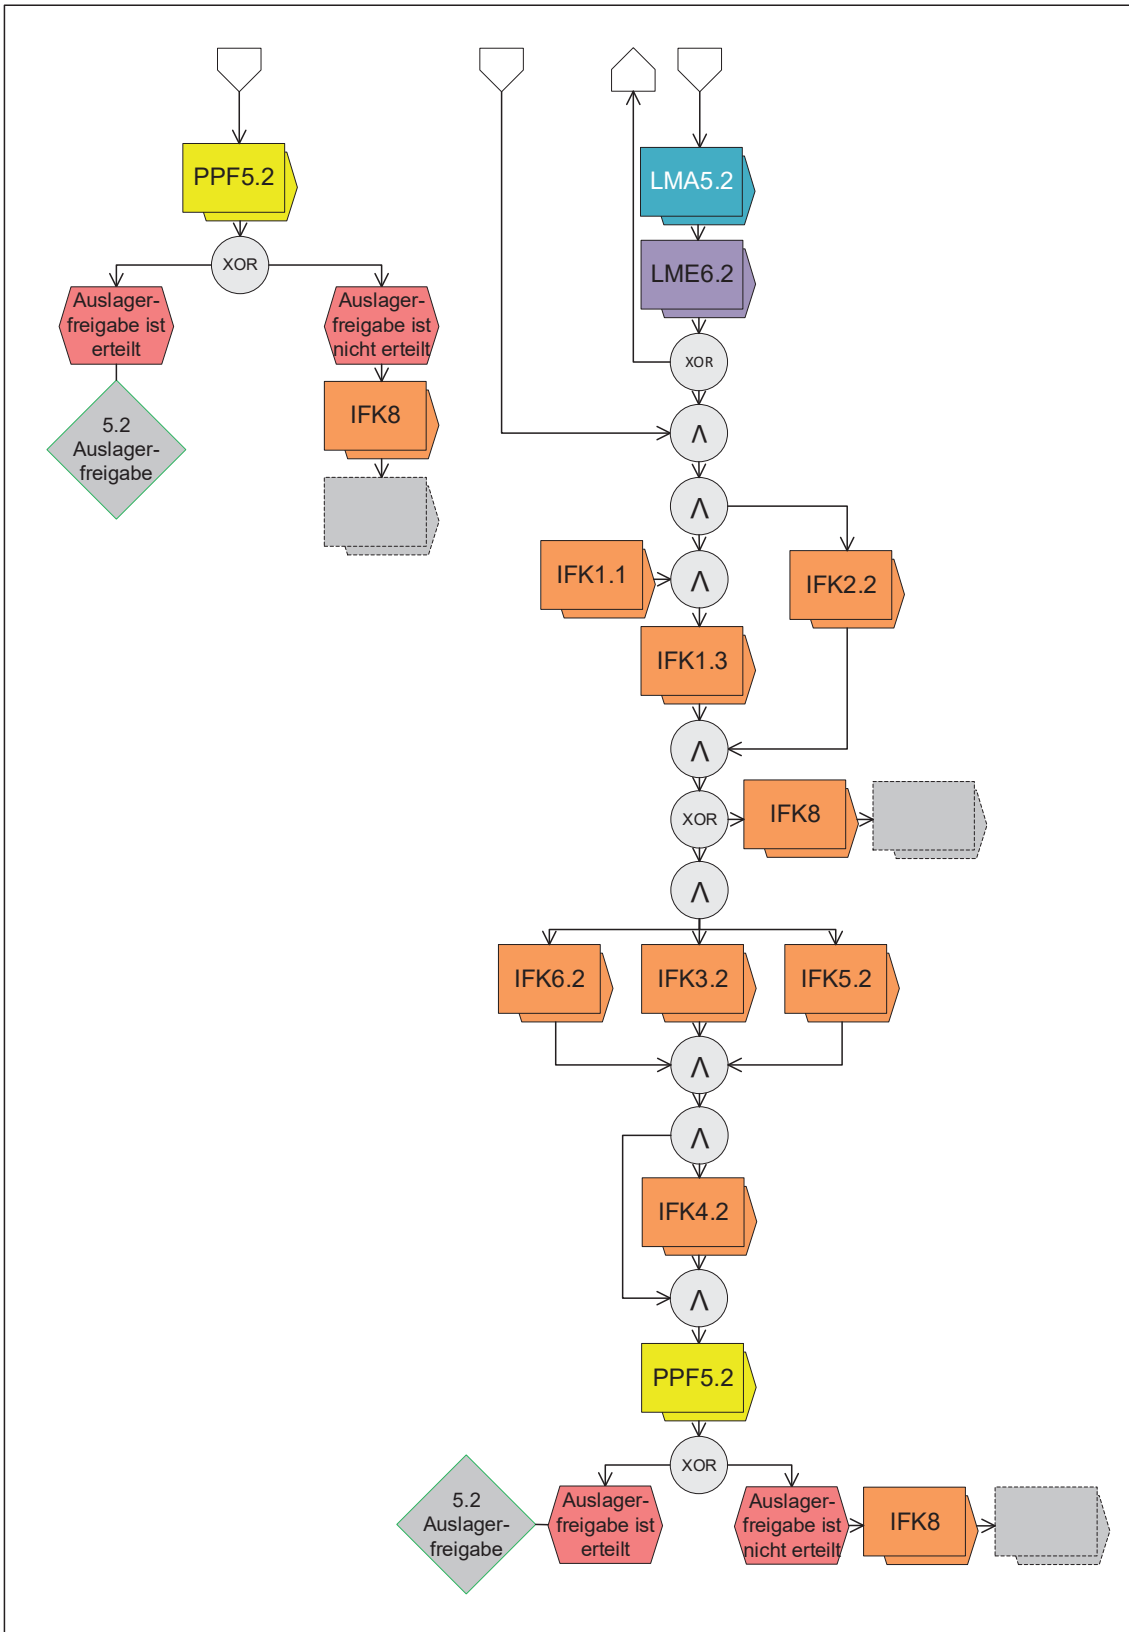 PPF5.2
XOR
Auslager-
freigabe ist
erteilt
Auslager-
freigabe ist
nicht erteilt
5.2
Auslager-
freigabe
IFK8
LMA5.2
LME6.2
XOR
Λ
Λ
IFK1.1
Λ
IFK2.2
IFK1.3
Λ
XOR
IFK8
Λ
IFK6.2
IFK3.2
IFK5.2
Λ
Λ
IFK4.2
Λ
PPF5.2
XOR
5.2
Auslager-
freigabe
Auslager-
freigabe ist
erteilt
Auslager-
freigabe ist
nicht erteilt
IFK8